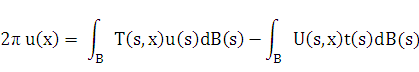 2π u(x) = ∫_B T(s,x)u(s)dB(s) − ∫_B U(s,x)t(s)dB(s)